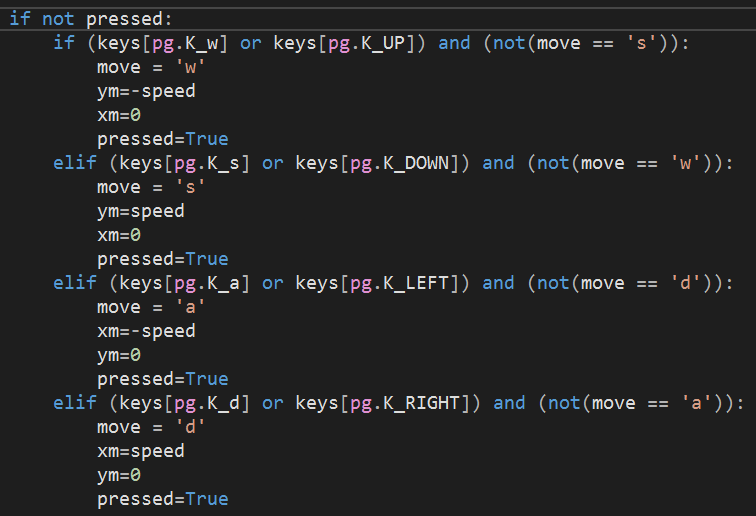 if not pressed:
    if (keys[pg.K_w] or keys[pg.K_UP]) and (not(move == 's')):
        move = 'w'
        ym=-speed
        xm=0
        pressed=True
    elif (keys[pg.K_s] or keys[pg.K_DOWN]) and (not(move == 'w')):
        move = 's'
        ym=speed
        xm=0
        pressed=True
    elif (keys[pg.K_a] or keys[pg.K_LEFT]) and (not(move == 'd')):
        move = 'a'
        xm=-speed
        ym=0
        pressed=True
    elif (keys[pg.K_d] or keys[pg.K_RIGHT]) and (not(move == 'a')):
        move = 'd'
        xm=speed
        ym=0
        pressed=True